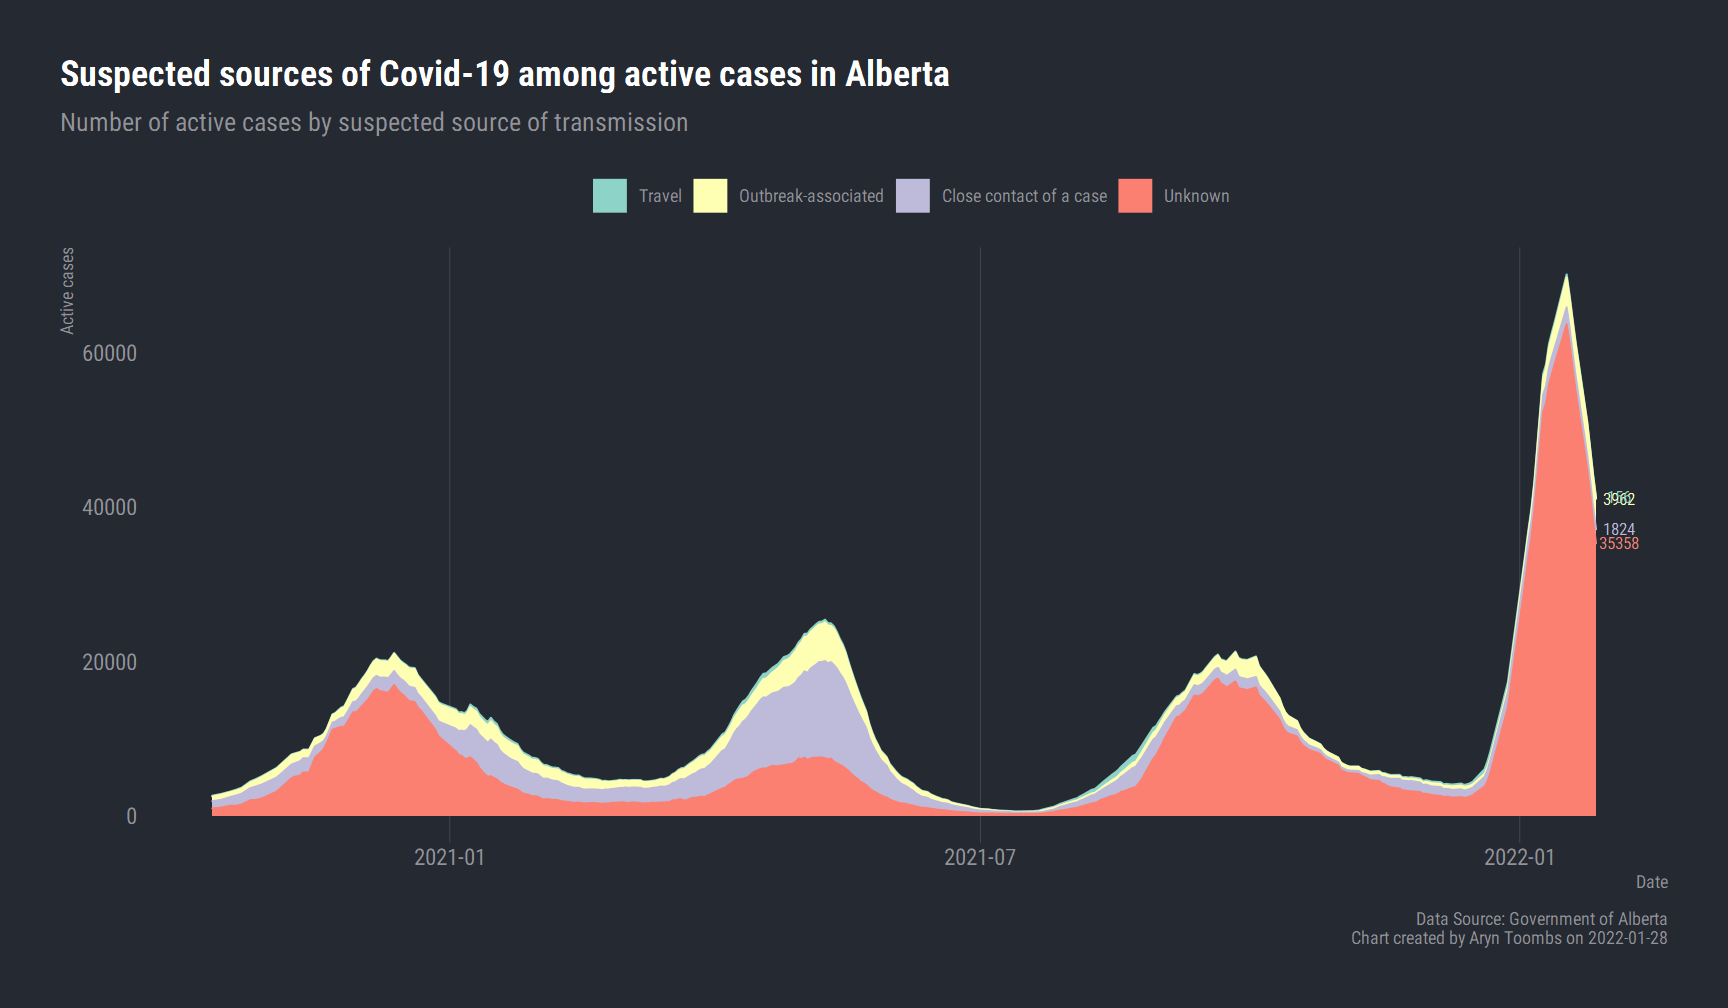 Suspected sources of Covid-19 among active cases in Alberta
Number of active cases by suspected source of transmission
Travel
Outbreak-associated
Close contact of a case
Unknown
Active cases
60000
40000
20000
0
3962
1824
35358
2021-01
2021-07
2022-01
Date
Data Source: Government of Alberta
Chart created by Aryn Toombs on 2022-01-28